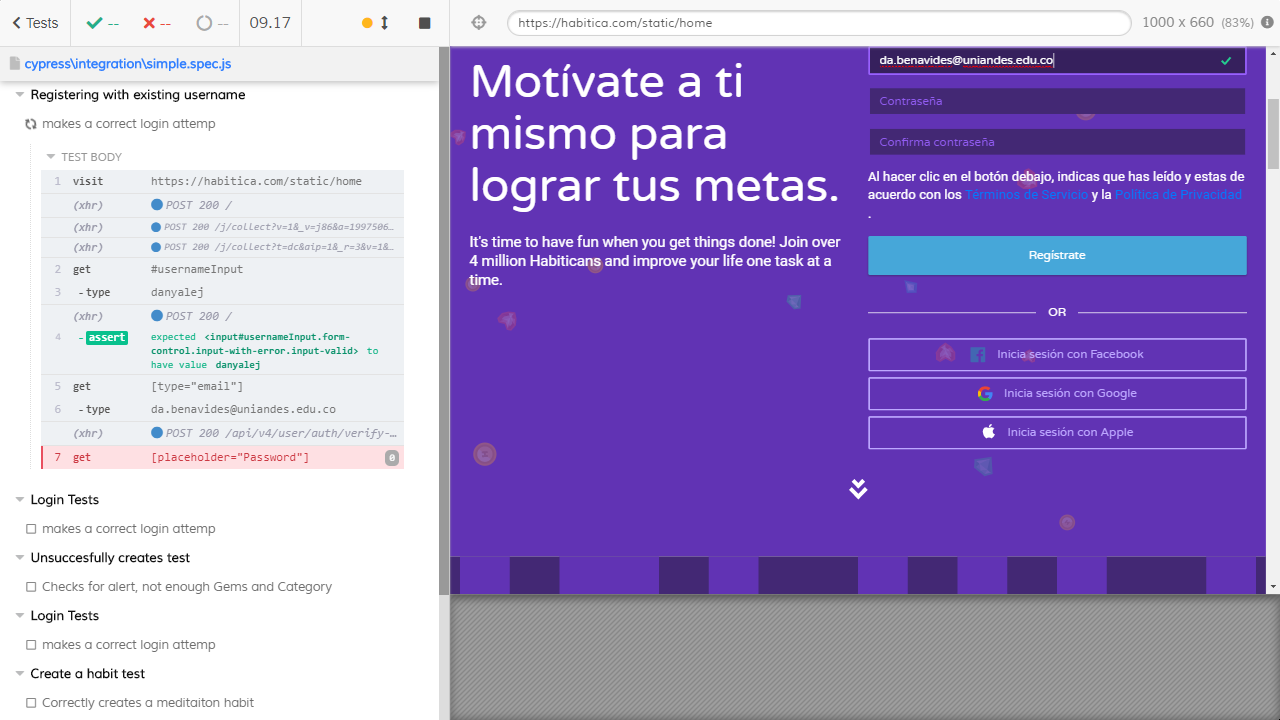 Tests
--
--
--
09.17
https://habitica.com/static/home
1000 x 660 (83%)
cypress\integration\simple.spec.js
Registering with existing username
makes a correct login attemp
TEST BODY
1 visit https://habitica.com/static/home
(xhr) POST 200 /
(xhr) POST 200 /j/collect?v=1&_v=j86&a=1997506…
(xhr) POST 200 /j/collect?t=dc&aip=1&_r=3&v=1&…
2 get #usernameInput
3 -type danyalej
(xhr) POST 200 /
4 -assert expected <input#usernameInput.form-
control.input-with-error.input-valid> to
have value danyalej
5 get [type="email"]
6 -type da.benavides@uniandes.edu.co
(xhr) POST 200 /api/v4/user/auth/verify-…
7 get [placeholder="Password"] 0
Login Tests
makes a correct login attemp
Unsuccesfully creates test
Checks for alert, not enough Gems and Category
Login Tests
makes a correct login attemp
Create a habit test
Correctly creates a meditaiton habit
Motívate a ti
mismo para
lograr tus metas.
It's time to have fun when you get things done! Join over
4 million Habiticans and improve your life one task at a
time.
da.benavides@uniandes.edu.co
Contraseña
Confirma contraseña
Al hacer clic en el botón debajo, indicas que has leído y estas de
acuerdo con los Términos de Servicio y la Política de Privacidad
.
Regístrate
OR
Inicia sesión con Facebook
Inicia sesión con Google
Inicia sesión con Apple